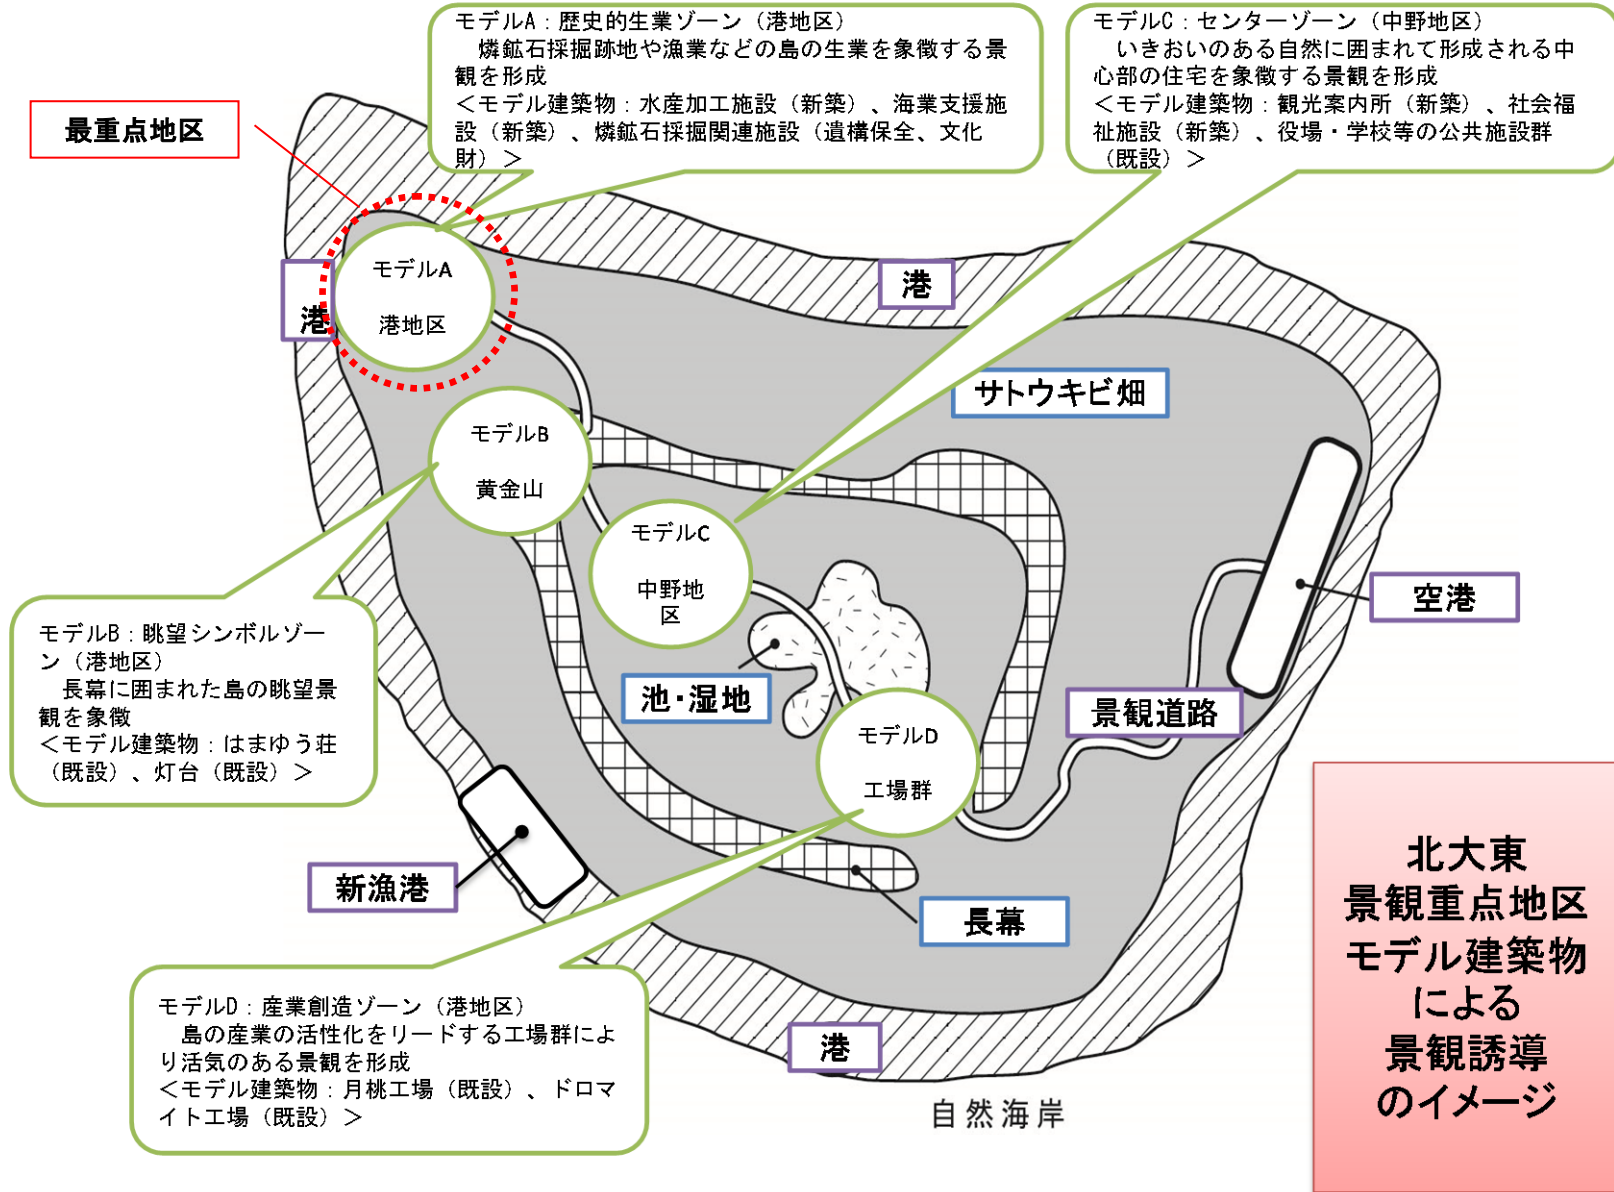 モデルA：歴史的生業ゾーン（港地区）
　燐鉱石採掘跡地や漁業などの島の生業を象徴する景
観を形成
＜モデル建築物：水産加工施設（新築）、海業支援施
設（新築）、燐鉱石採掘関連施設（遺構保全、文化
財）＞
モデルC：センターゾーン（中野地区）
　いきおいのある自然に囲まれて形成される中
心部の住宅を象徴する景観を形成
＜モデル建築物：観光案内所（新築）、社会福
祉施設（新築）、役場・学校等の公共施設群
（既設）＞
最重点地区
モデルA
港地区
港
港
サトウキビ畑
モデルB
黄金山
モデルC
中野地
区
空港
モデルB：眺望シンボルゾー
ン（港地区）
　長幕に囲まれた島の眺望景
観を象徴
＜モデル建築物：はまゆう荘
（既設）、灯台（既設）＞
池・湿地
景観道路
モデルD
工場群
新漁港
長幕
モデルD：産業創造ゾーン（港地区）
　島の産業の活性化をリードする工場群によ
り活気のある景観を形成
＜モデル建築物：月桃工場（既設）、ドロマ
イト工場（既設）＞
港
自然海岸
北大東
景観重点地区
モデル建築物
による
景観誘導
のイメージ